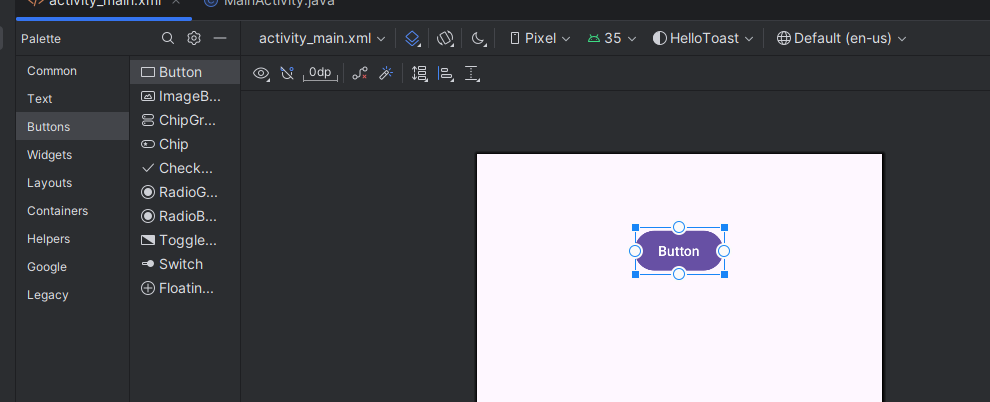 activity_main.xml MainActivity.java
Palette activity_main.xml Pixel 35 HelloToast Default (en-us)
0dp
Common
Text
Buttons
Widgets
Layouts
Containers
Helpers
Google
Legacy
Button
ImageB...
ChipGr...
Chip
Check...
RadioG...
RadioB...
Toggle...
Switch
Floatin...
Button